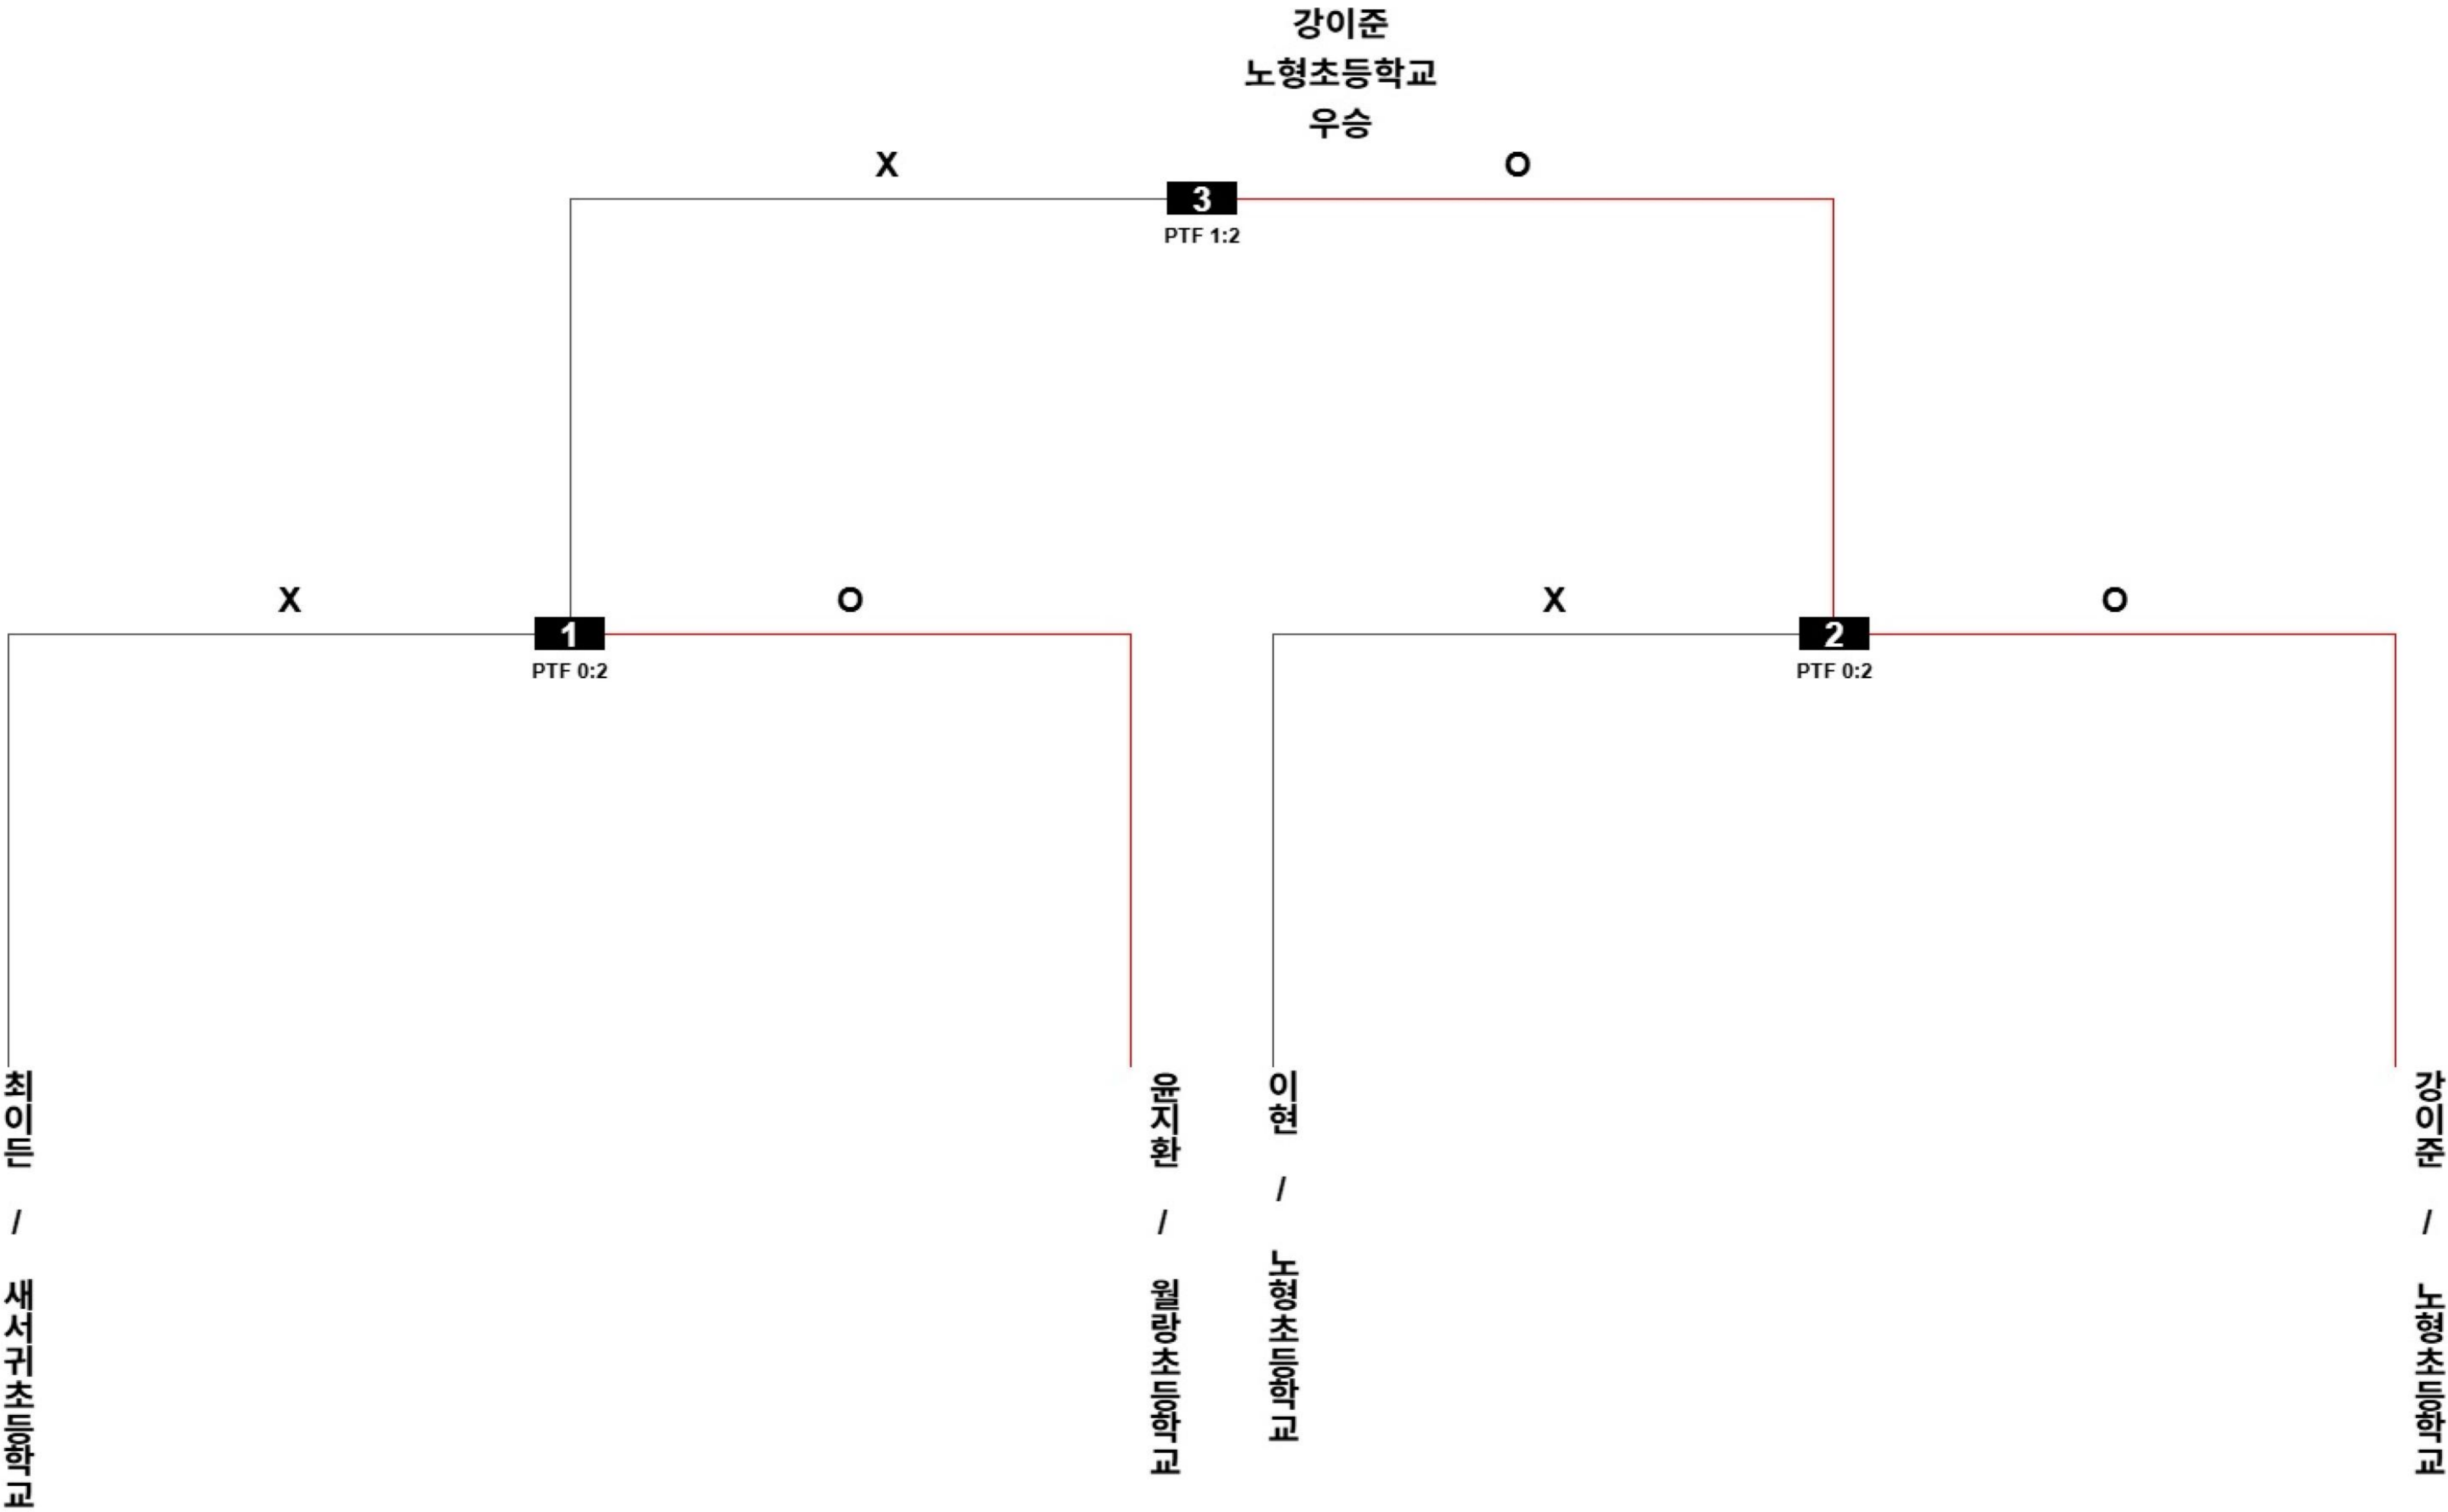 강이준
노형초등학교
우승
X
O
3
PTF 1:2
X
O
1
PTF 0:2
X
O
2
PTF 0:2
최이든 / 새서귀초등학교
윤지환 / 월랑초등학교
이현 / 노형초등학교
강이준 / 노형초등학교